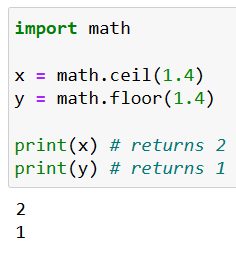 import math
x = math.ceil(1.4)
y = math.floor(1.4)
print(x) # returns 2
print(y) # returns 1
2
1